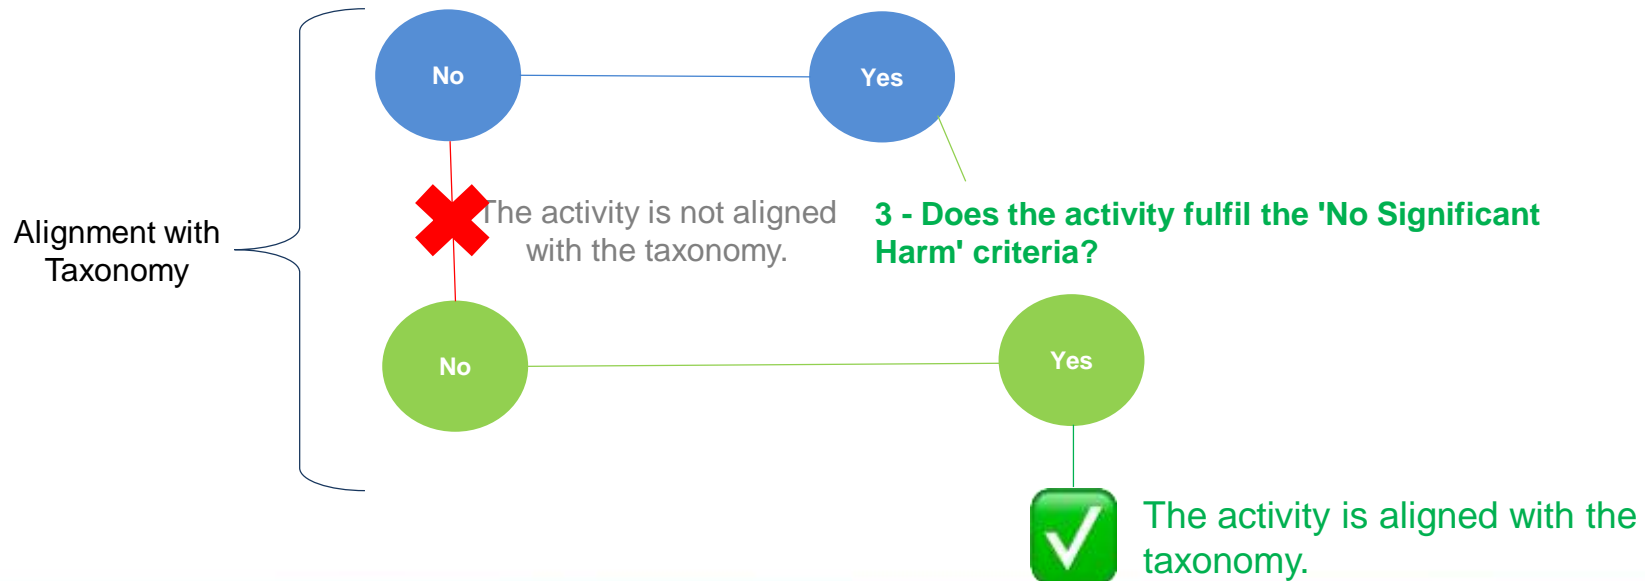 No
Yes
Alignment with
Taxonomy
The activity is not aligned
with the taxonomy.
3 - Does the activity fulfil the 'No Significant
Harm' criteria?
No
Yes
The activity is aligned with the
taxonomy.